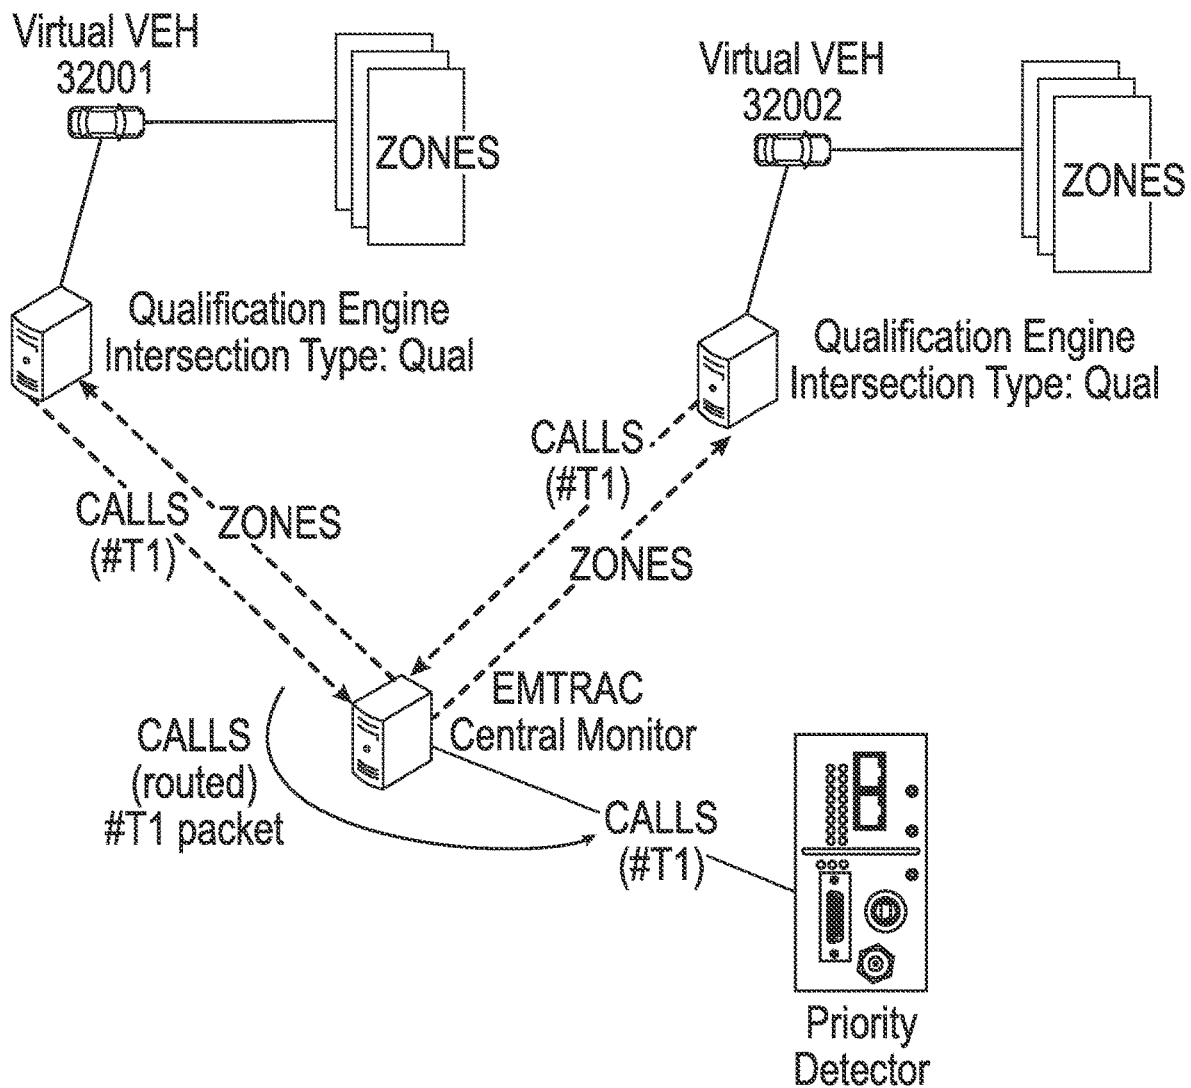 Virtual VEH
32001
ZONES
Virtual VEH
32002
ZONES
Qualification Engine
Intersection Type: Qual
Qualification Engine
Intersection Type: Qual
CALLS
(#T1)
ZONES
CALLS
(#T1)
ZONES
EMTRAC
Central Monitor
CALLS
(routed)
#T1 packet
CALLS
(#T1)
Priority
Detector